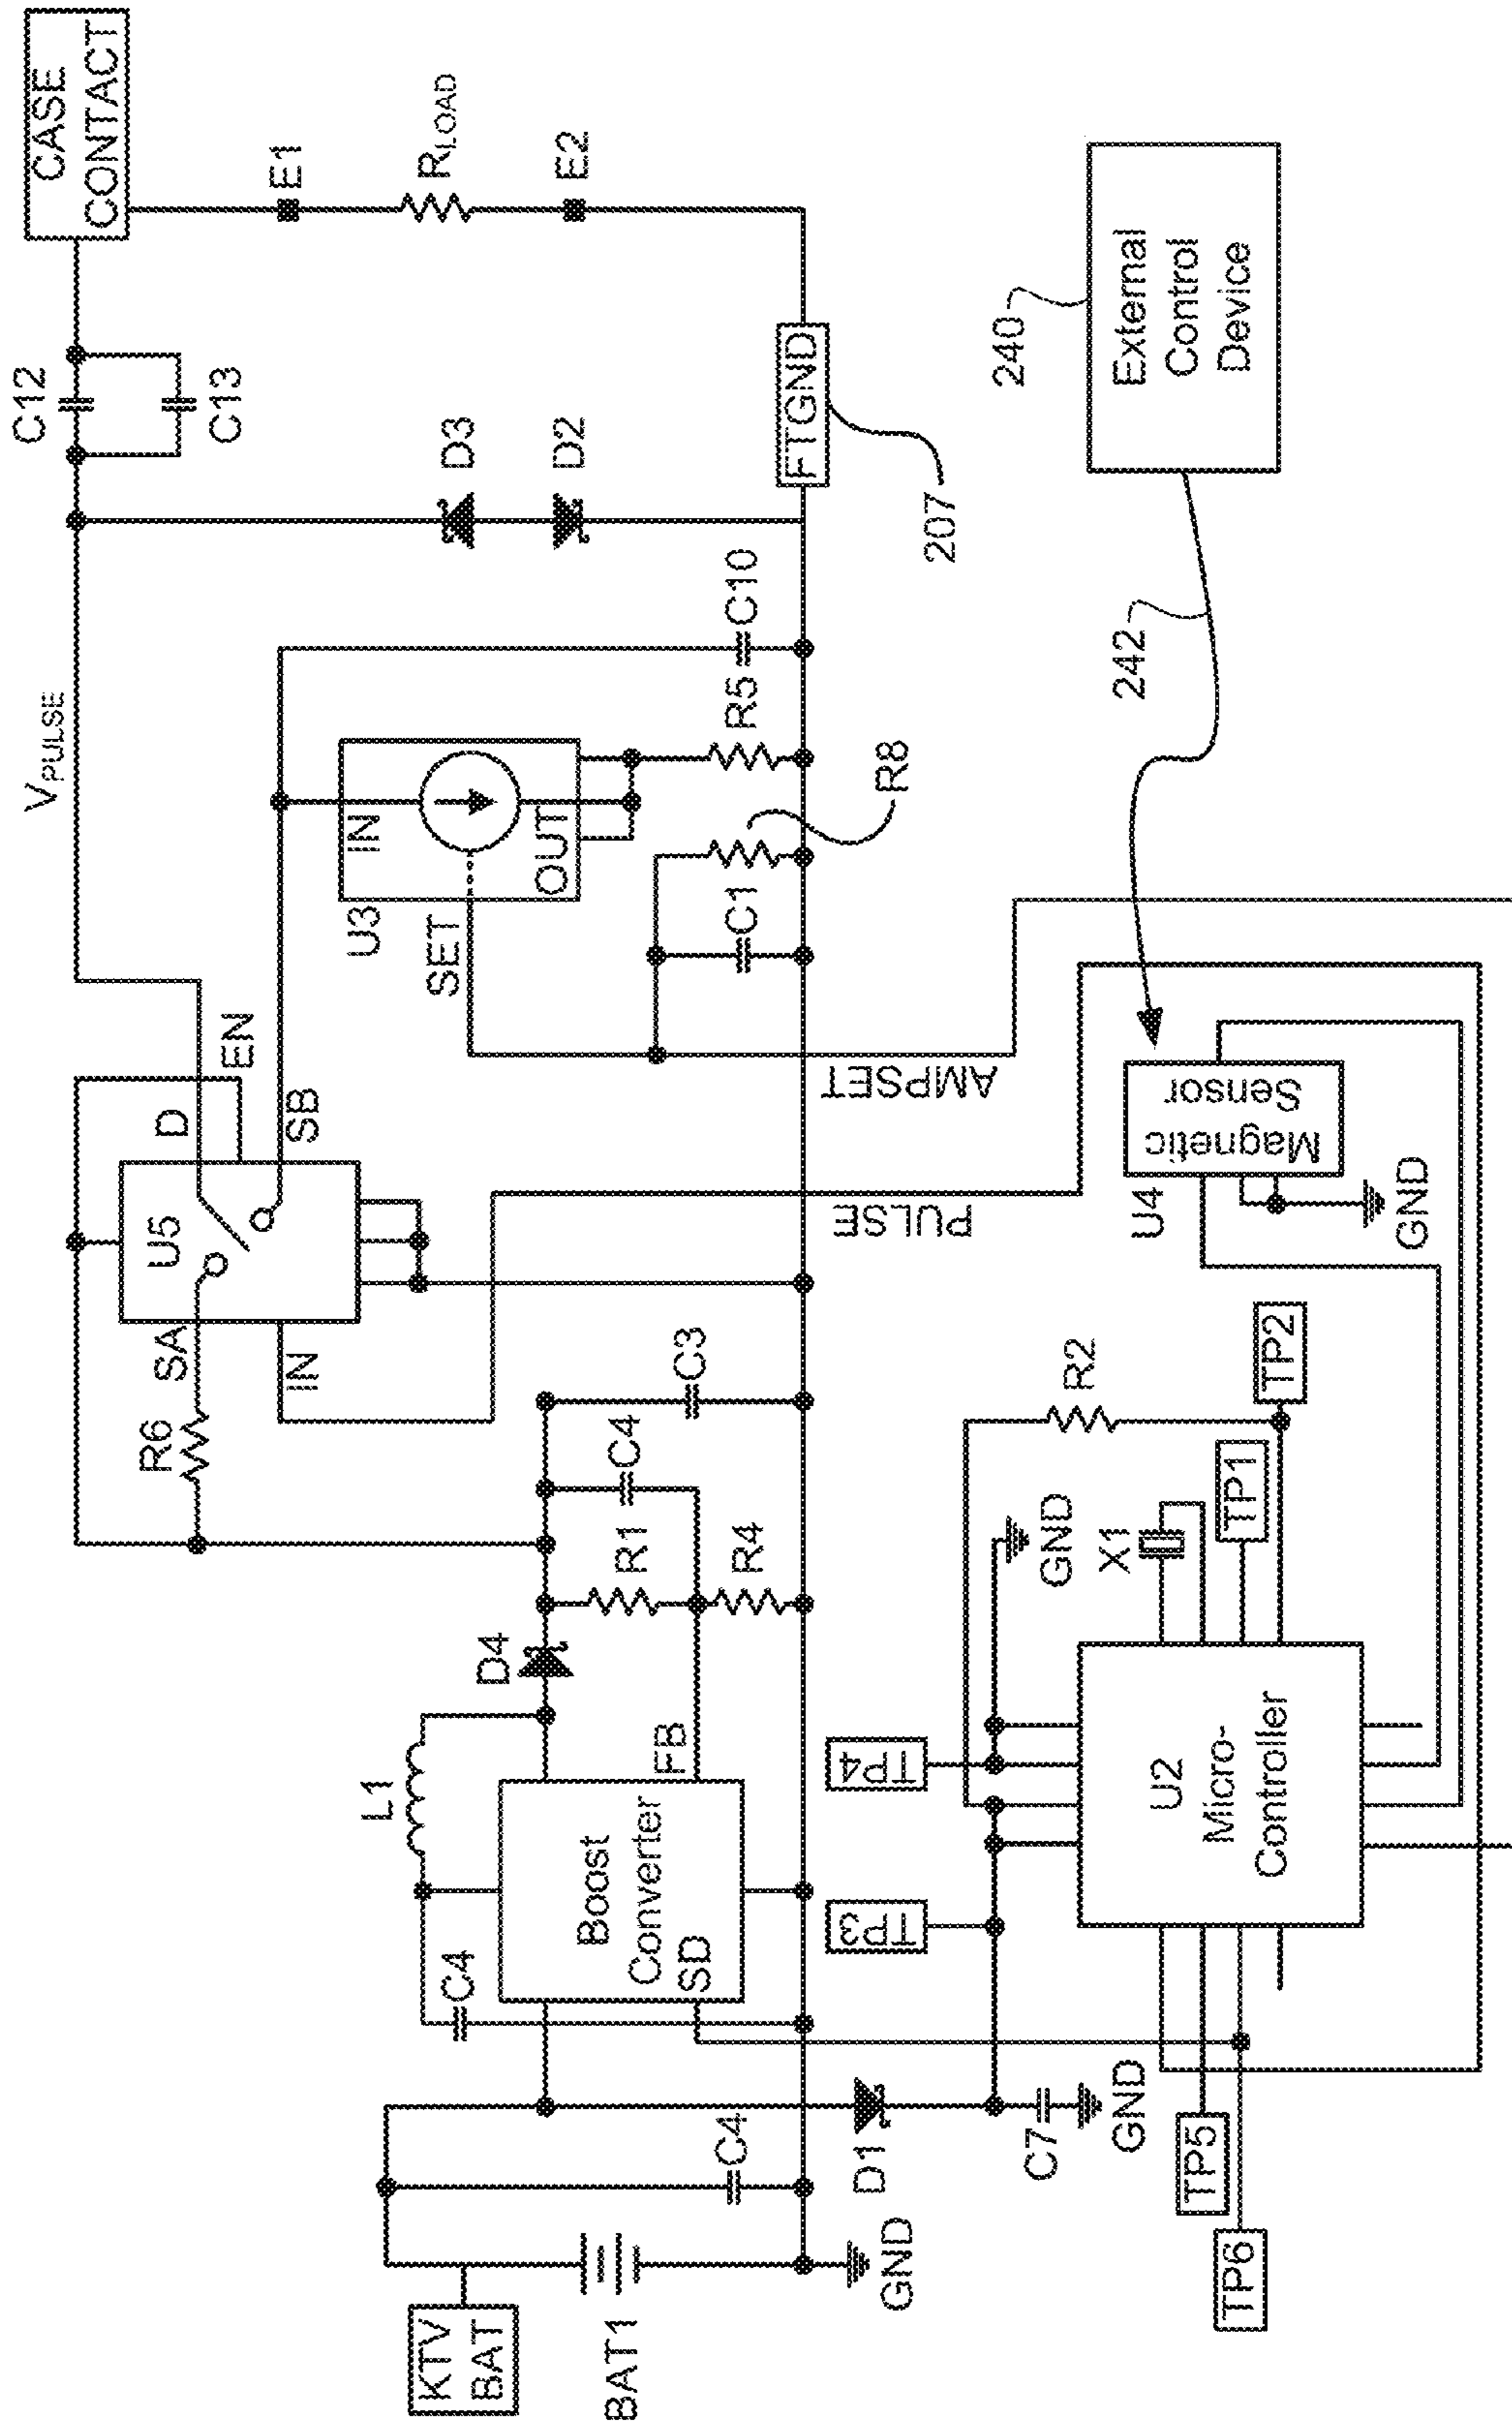 CASE
CONTACT
C12
C13
E1
R_LOAD
E2
V_PULSE
D3
D2
FTGND
207
C10
R5
R8
U3
IN
OUT
SET
C1
AMPSET
D
EN
SB
U5
SA
IN
R6
PULSE
C3
C4
R1
R4
D4
FB
L1
Boost
Converter
SD
C4
KTV
BAT
BAT1
C4
GND
D1
C7
GND
TP3
TP4
GND
R2
X1
TP1
TP2
U2
Micro-
Controller
TP5
TP6
U4
Magnetic
Sensor
GND
242
240
External
Control
Device